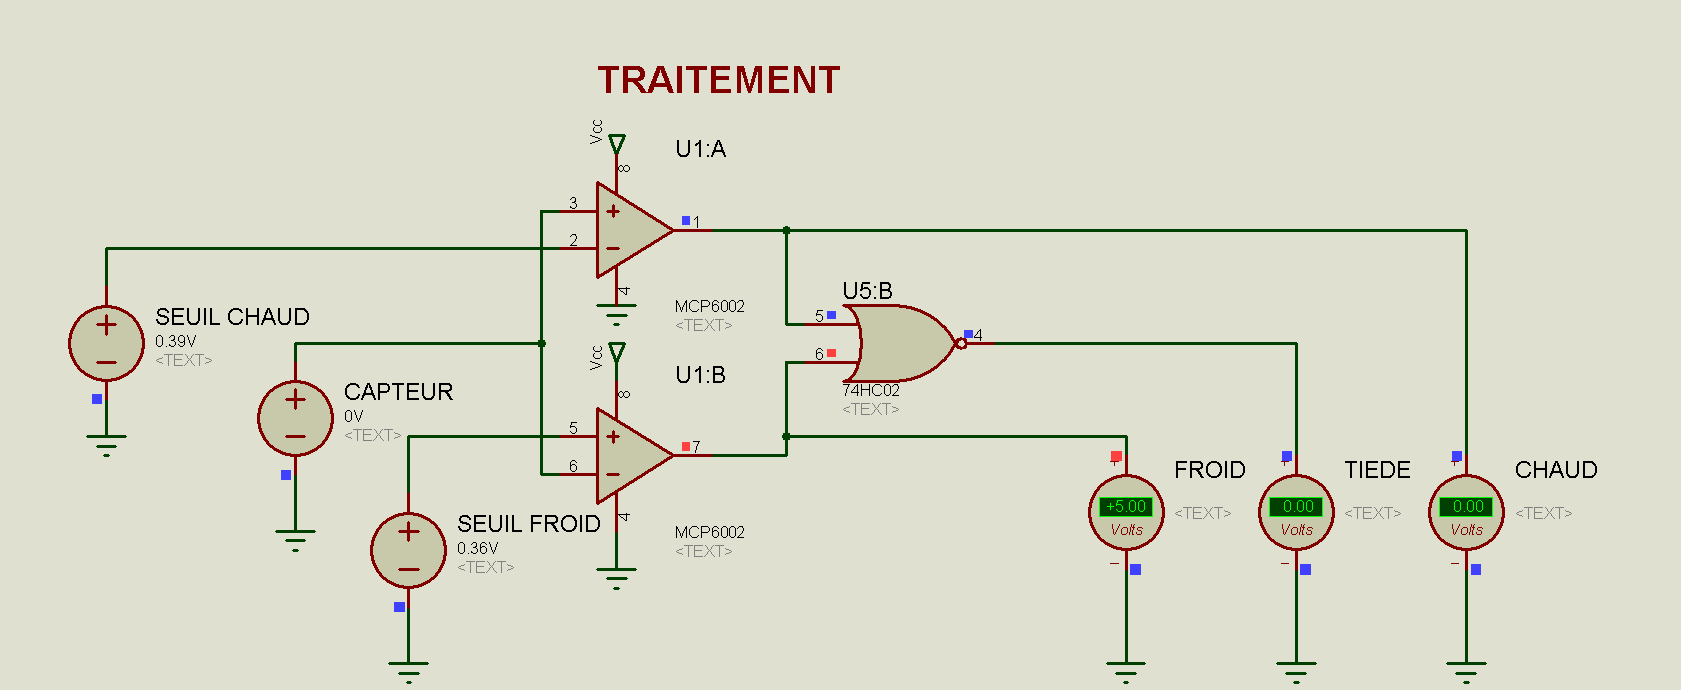 TRAITEMENT
Vcc
8
U1:A
3
2
1
4
MCP6002
<TEXT>
SEUIL CHAUD
0.39V
<TEXT>
CAPTEUR
0V
<TEXT>
U5:B
5
6
4
74HC02
<TEXT>
Vcc
8
U1:B
5
6
7
4
MCP6002
<TEXT>
SEUIL FROID
0.36V
<TEXT>
FROID
<TEXT>
+5.00
Volts
TIEDE
<TEXT>
0.00
Volts
CHAUD
<TEXT>
0.00
Volts